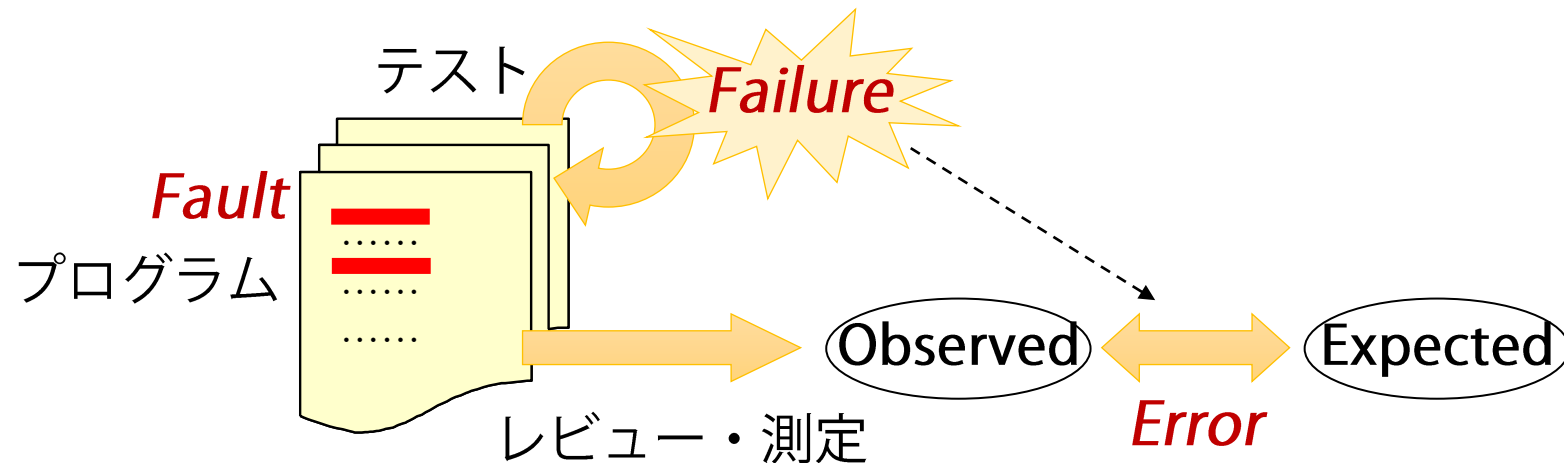 テスト
Failure
Fault
プログラム
……
……
……
Observed
Expected
レビュー・測定
Error